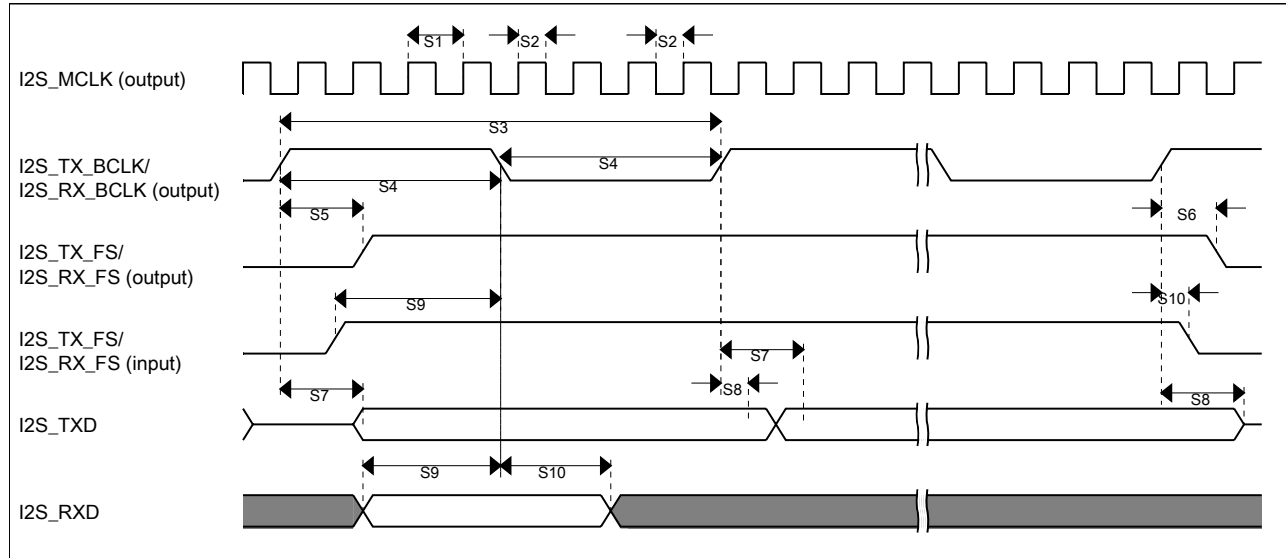 S1
S2
S2
I2S_MCLK (output)
S3
I2S_TX_BCLK/
I2S_RX_BCLK (output)
S4
S4
S5
S6
I2S_TX_FS/
I2S_RX_FS (output)
S9
S10
I2S_TX_FS/
I2S_RX_FS (input)
S7
S7
S8
S8
I2S_TXD
S9
S10
I2S_RXD